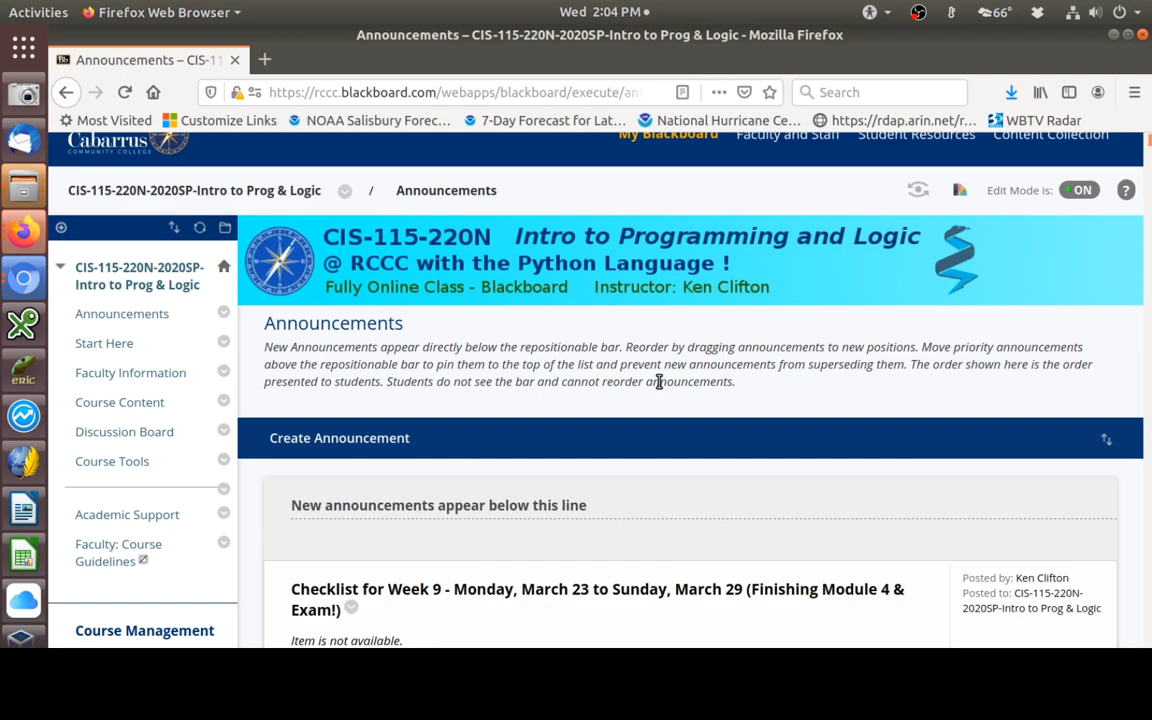 Activities Firefox Web Browser Wed 2:04 PM 66°
Announcements – CIS-115-220N-2020SP-Intro to Prog & Logic - Mozilla Firefox
Bb Announcements – CIS-11
https://rccc.blackboard.com/webapps/blackboard/execute/an Search
Most Visited Customize Links NOAA Salisbury Forec... 7-Day Forecast for Lat... National Hurricane Ce... https://rdap.arin.net/r... WBTV Radar
Cabarrus My Blackboard Faculty and Staff Student Resources Content Collection
COMMUNITY COLLEGE
CIS-115-220N-2020SP-Intro to Prog & Logic / Announcements Edit Mode is: ON ?
CIS-115-220N Intro to Programming and Logic
@ RCCC with the Python Language !
Fully Online Class - Blackboard Instructor: Ken Clifton
CIS-115-220N-2020SP-
Intro to Prog & Logic
Announcements
Start Here
Faculty Information
Course Content
Discussion Board
Course Tools
Academic Support
Faculty: Course
Guidelines
Course Management
Announcements
New Announcements appear directly below the repositionable bar. Reorder by dragging announcements to new positions. Move priority announcements
above the repositionable bar to pin them to the top of the list and prevent new announcements from superseding them. The order shown here is the order
presented to students. Students do not see the bar and cannot reorder announcements.
Create Announcement
New announcements appear below this line
Checklist for Week 9 - Monday, March 23 to Sunday, March 29 (Finishing Module 4 &
Exam!)
Item is not available.
Posted by: Ken Clifton
Posted to: CIS-115-220N-
2020SP-Intro to Prog & Logic
eric